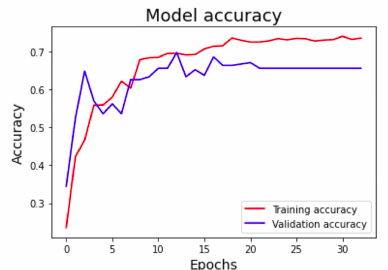 Model accuracy
0.7
0.6
0.5
0.4
0.3
Accuracy
Training accuracy
Validation accuracy
0 5 10 15 20 25 30
Epochs